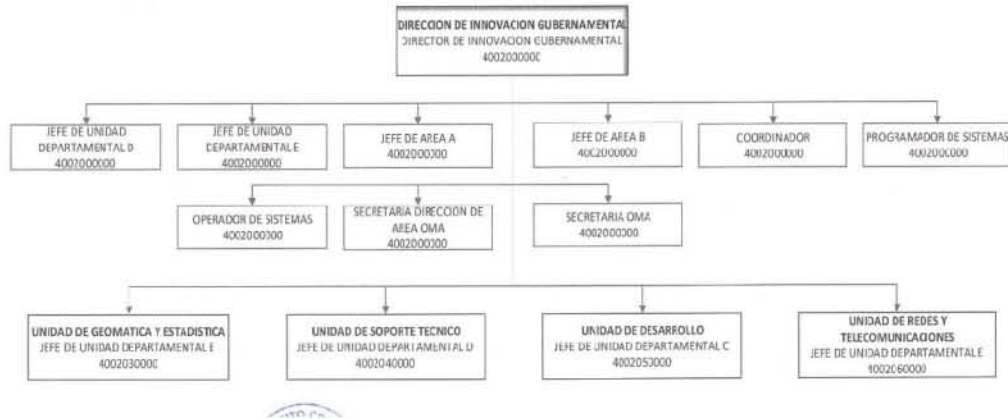 DIRECCION DE INNOVACION GUBERNAMENTAL
DIRECTOR DE INNOVACION GUBERNAMENTAL
4002000000
JEFE DE UNIDAD
DEPARTAMENTAL D
4002000000
JEFE DE UNIDAD
DEPARTAMENTAL E
4002000000
JEFE DE AREA A
4002000000
JEFE DE AREA B
4002000000
COORDINADOR
4002000000
PROGRAMADOR DE SISTEMAS
4002000000
OPERADOR DE SISTEMAS
4002000000
SECRETARIA DIRECCION DE
AREA OMA
4002000000
SECRETARIA OMA
4002000000
UNIDAD DE GEOMATICA Y ESTADISTICA
JEFE DE UNIDAD DEPARTAMENTAL E
4002030000
UNIDAD DE SOPORTE TECNICO
JEFE DE UNIDAD DEPARTAMENTAL D
4002040000
UNIDAD DE DESARROLLO
JEFE DE UNIDAD DEPARTAMENTAL C
4002050000
UNIDAD DE REDES Y
TELECOMUNICACIONES
JEFE DE UNIDAD DEPARTAMENTAL E
4002060000